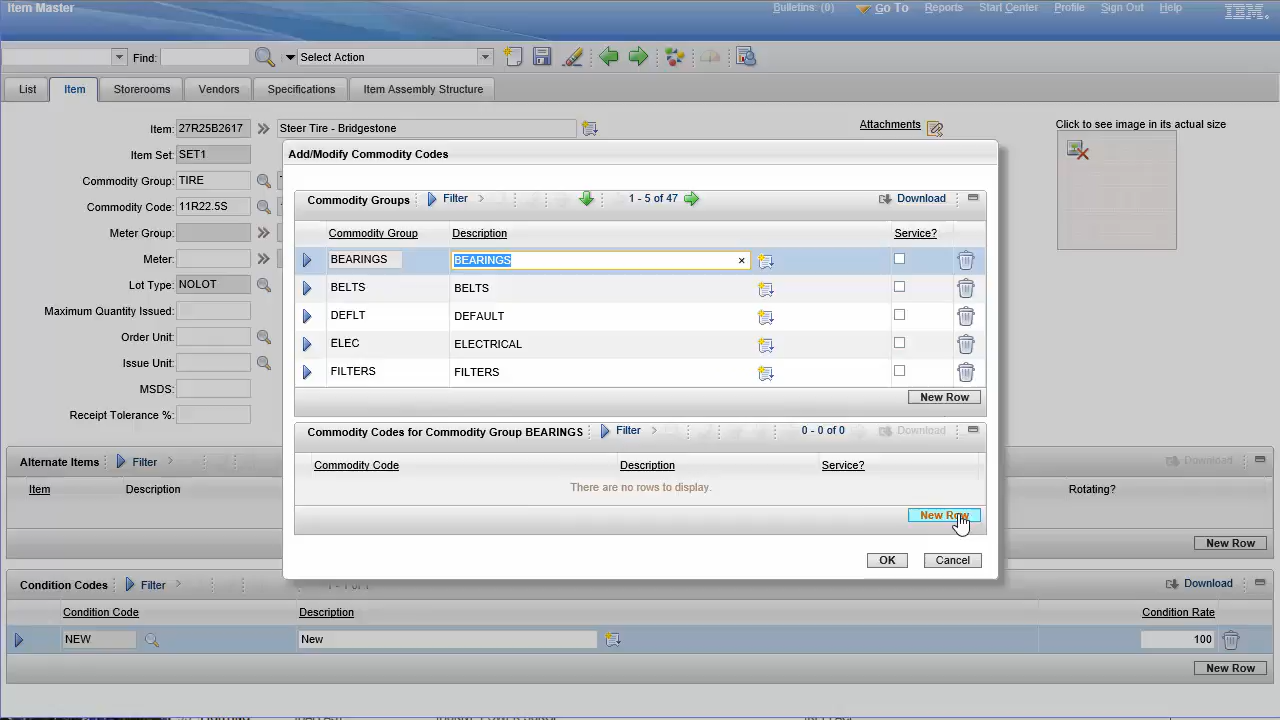 Item Master
Bulletins: (0) Go To Reports Start Center Profile Sign Out Help IBM.
Find: Select Action
List Item Storerooms Vendors Specifications Item Assembly Structure
Item: 27R25B2617 Steer Tire - Bridgestone Attachments Click to see image in its actual size
Item Set: SET1
Commodity Group: TIRE
Commodity Code: 11R22.5S
Meter Group:
Meter:
Lot Type: NOLOT
Maximum Quantity Issued:
Order Unit:
Issue Unit:
MSDS:
Receipt Tolerance %:
Add/Modify Commodity Codes
Commodity Groups Filter 1 - 5 of 47 Download
Commodity Group Description Service?
BEARINGS BEARINGS ×
BELTS BELTS
DEFLT DEFAULT
ELEC ELECTRICAL
FILTERS FILTERS
New Row
Commodity Codes for Commodity Group BEARINGS Filter 0 - 0 of 0 Download
Commodity Code Description Service?
There are no rows to display.
New Row
OK Cancel
Alternate Items Filter Download
Item Description Rotating?
New Row
Condition Codes Filter 1 - 1 of 1 Download
Condition Code Description Condition Rate
NEW New 100
New Row